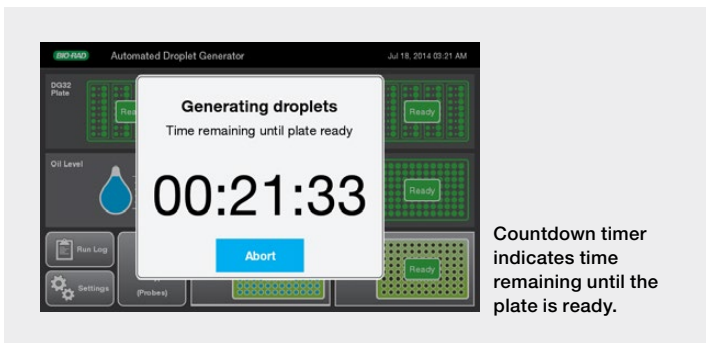 BIO-RAD Automated Droplet Generator Jul 18, 2014 03:21 AM
DG32
Plate
Ready
Generating droplets
Time remaining until plate ready
00:21:33
Abort
Oil Level
Ready
Run Log
Settings
(Probes)
Ready
Countdown timer
indicates time
remaining until the
plate is ready.